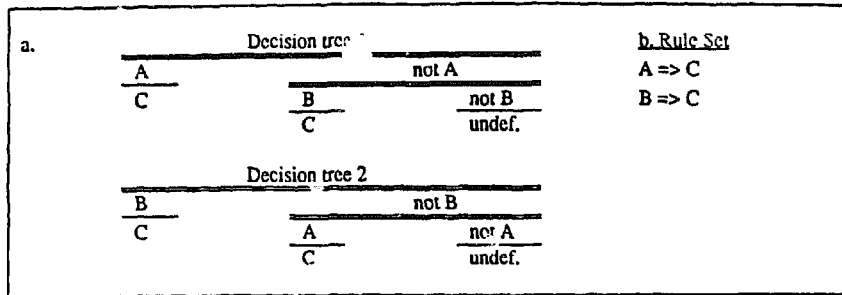 a. Decision tree b. Rule Set
A not A A => C
C B not B B => C
C undef.
Decision tree 2
B not B
C A not A
C undef.